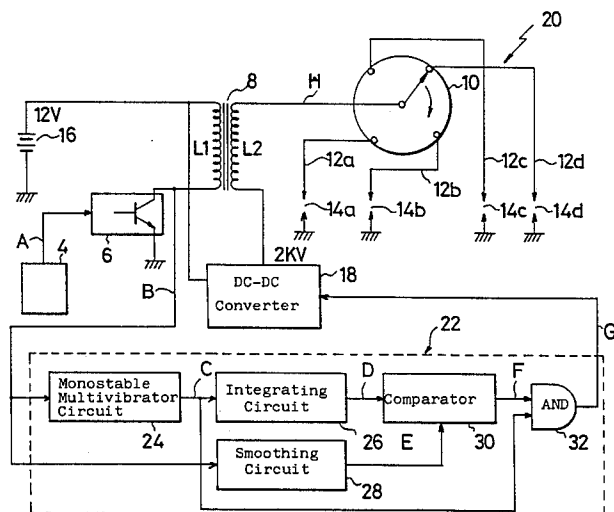 20
8
H
10
12V
16
L1
L2
12a
12b
12c
12d
14a
14b
14c
14d
A
4
6
B
2KV
18
DC-DC
Converter
G
22
Monostable
Multivibrator
Circuit
24
C
Integrating
Circuit
26
D
Comparator
30
E
F
AND
32
Smoothing
Circuit
28